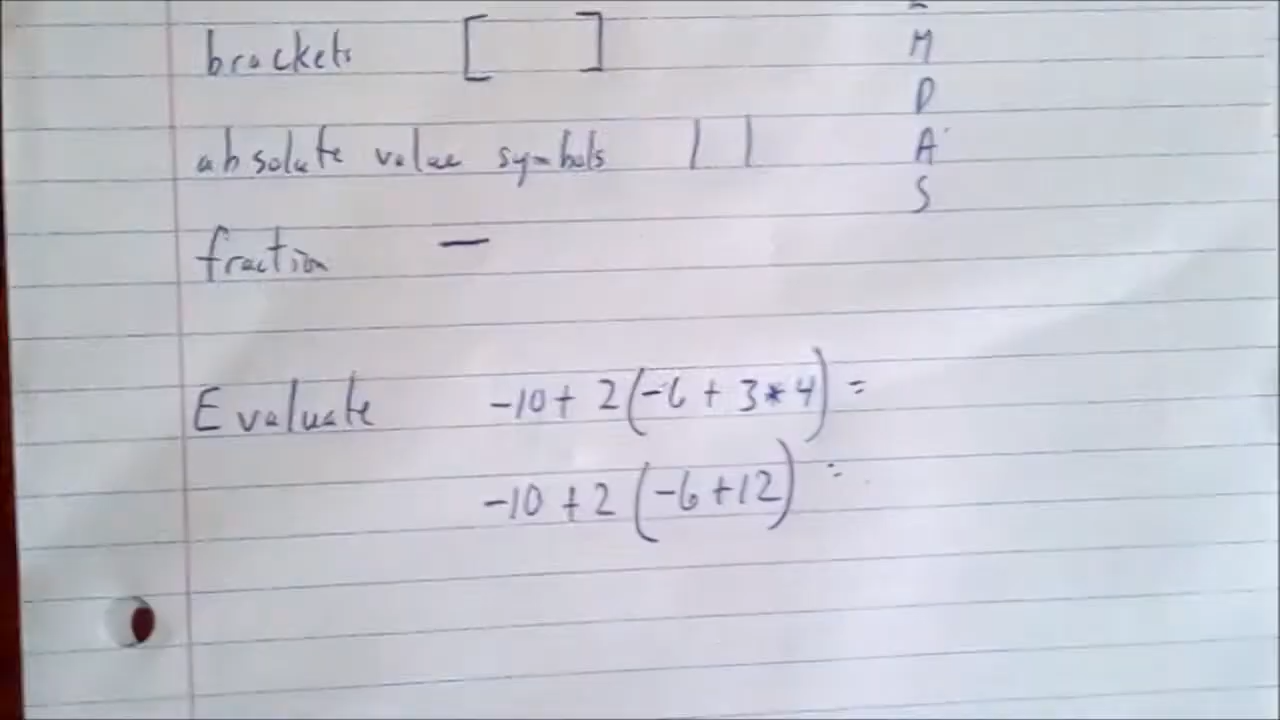 brackets [ ]
M
D
absolute value symbols | |
A
S
fraction —
Evaluate -10 + 2(-6 + 3*4) =
-10 + 2(-6 + 12) =